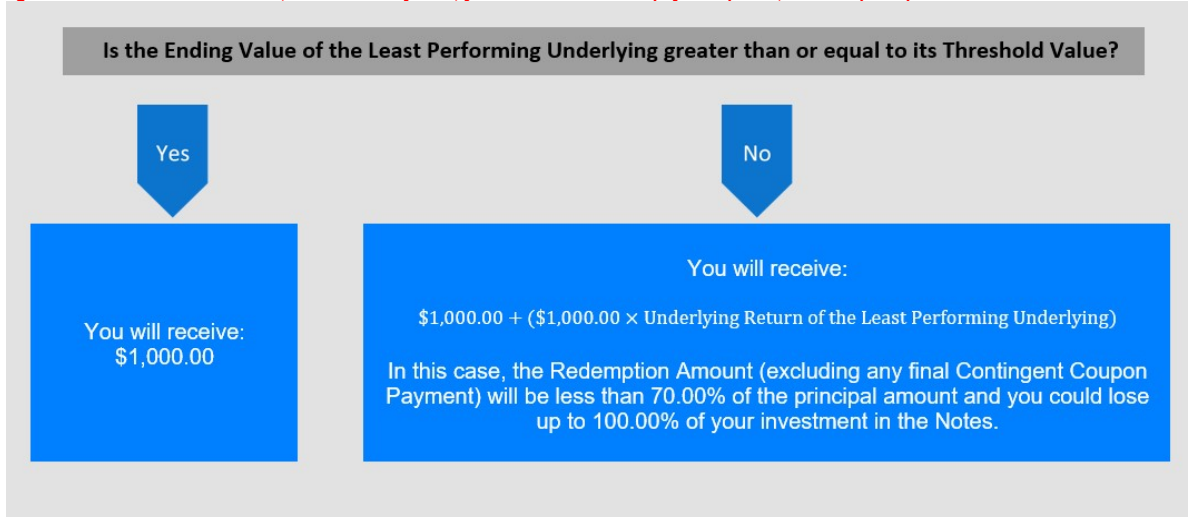 Is the Ending Value of the Least Performing Underlying greater than or equal to its Threshold Value?
Yes
No
You will receive:
$1,000.00
You will receive:
$1,000.00 + ($1,000.00 × Underlying Return of the Least Performing Underlying)
In this case, the Redemption Amount (excluding any final Contingent Coupon
Payment) will be less than 70.00% of the principal amount and you could lose
up to 100.00% of your investment in the Notes.